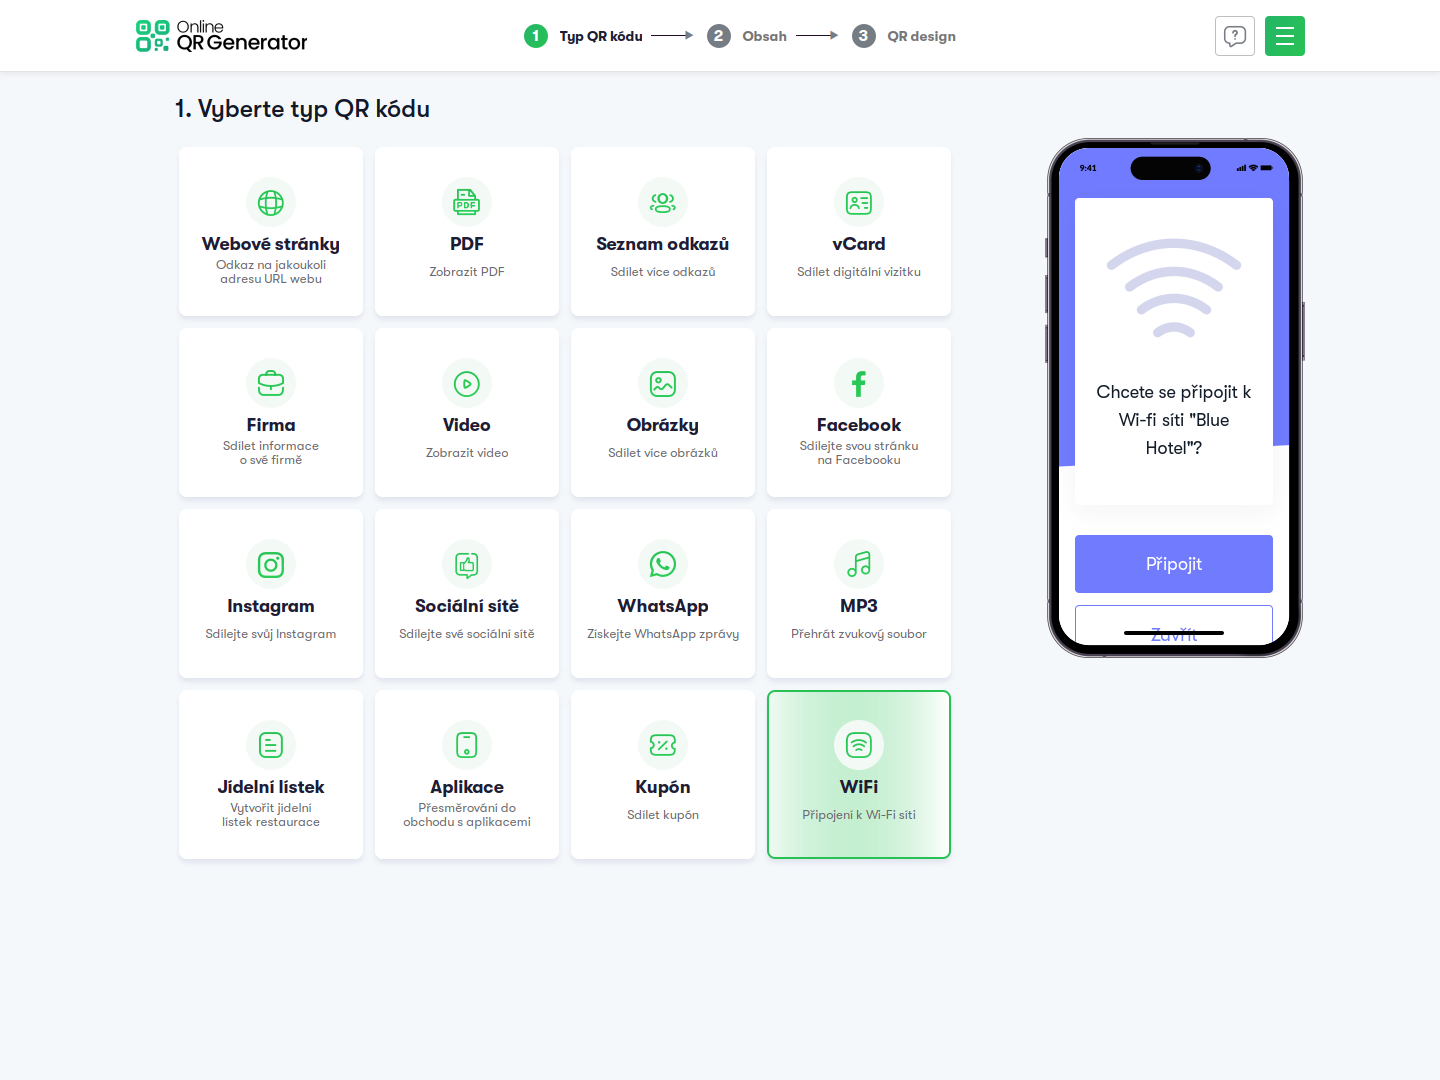 Online
QR Generator
1 Typ QR kódu 2 Obsah 3 QR design
1. Vyberte typ QR kódu
Webové stránky
Odkaz na jakoukoli
adresu URL webu
PDF
PDF
Zobrazit PDF
Seznam odkazů
Sdílet více odkazů
vCard
Sdílet digitální vizitku
Firma
Sdílet informace
o své firmě
Video
Zobrazit video
Obrázky
Sdílet více obrázků
Facebook
Sdílejte svou stránku
na Facebooku
Instagram
Sdílejte svůj Instagram
Sociální sítě
Sdílejte své sociální sítě
WhatsApp
Získejte WhatsApp zprávy
MP3
Přehrát zvukový soubor
Jídelní lístek
Vytvořit jídelní
lístek restaurace
Aplikace
Přesměrování do
obchodu s aplikacemi
Kupón
Sdílet kupón
WiFi
Připojení k Wi-Fi síti
9:41
Chcete se připojit k
Wi-fi síti "Blue
Hotel"?
Připojit
Zavřít